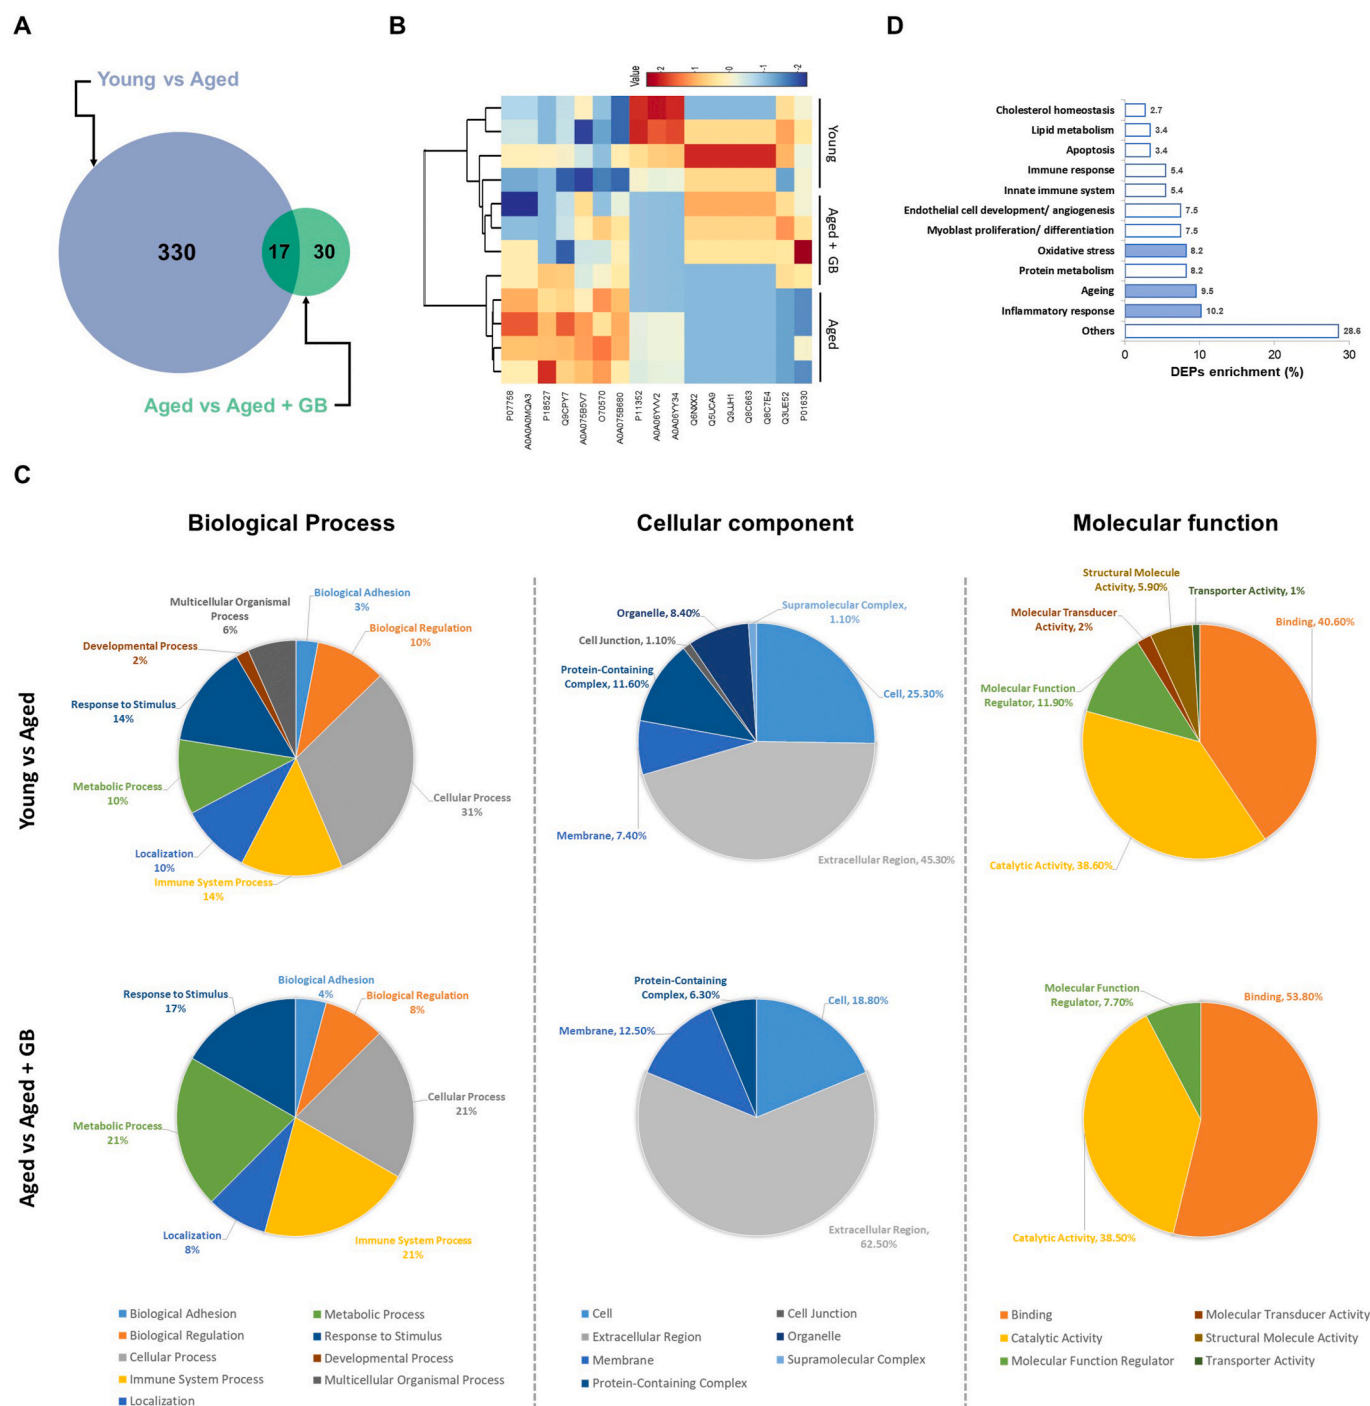 A
Young vs Aged
330
17
30
Aged vs Aged + GB
B
Value
2
1
-0
-1
-2
Young
Aged + GB
Aged
P07758
A0A0A0MQA3
P18527
Q9CPY7
A0A075B5V7
O70570
A0A075B680
P11352
A0A06YVV2
A0A06YY34
Q6NXX2
Q5UCA9
Q9JJH1
Q8C663
Q8C7E4
Q3UE52
P01630
D
Cholesterol homeostasis
2.7
Lipid metabolism
3.4
Apoptosis
3.4
Immune response
5.4
Innate immune system
5.4
Endothelial cell development/ angiogenesis
7.5
Myoblast proliferation/ differentiation
7.5
Oxidative stress
8.2
Protein metabolism
8.2
Ageing
9.5
Inflammatory response
10.2
Others
28.6
0
10
20
30
DEPs enrichment (%)
C
Biological Process
Cellular component
Molecular function
Young vs Aged
Multicellular Organismal
Process
6%
Biological Adhesion
3%
Biological Regulation
10%
Developmental Process
2%
Response to Stimulus
14%
Metabolic Process
10%
Cellular Process
31%
Localization
10%
Immune System Process
14%
Organelle, 8.40%
Supramolecular Complex,
1.10%
Cell Junction, 1.10%
Protein-Containing
Complex, 11.60%
Cell, 25.30%
Membrane, 7.40%
Extracellular Region, 45.30%
Structural Molecule
Activity, 5.90%
Transporter Activity, 1%
Molecular Transducer
Activity, 2%
Binding, 40.60%
Molecular Function
Regulator, 11.90%
Catalytic Activity, 38.60%
Aged vs Aged + GB
Response to Stimulus
17%
Biological Adhesion
4%
Biological Regulation
8%
Cellular Process
21%
Metabolic Process
21%
Localization
8%
Immune System Process
21%
Protein-Containing
Complex, 6.30%
Cell, 18.80%
Membrane, 12.50%
Extracellular Region,
62.50%
Molecular Function
Regulator, 7.70%
Binding, 53.80%
Catalytic Activity, 38.50%
Biological Adhesion
Biological Regulation
Cellular Process
Immune System Process
Localization
Metabolic Process
Response to Stimulus
Developmental Process
Multicellular Organismal Process
Cell
Extracellular Region
Membrane
Protein-Containing Complex
Cell Junction
Organelle
Supramolecular Complex
Binding
Catalytic Activity
Molecular Function Regulator
Molecular Transducer Activity
Structural Molecule Activity
Transporter Activity